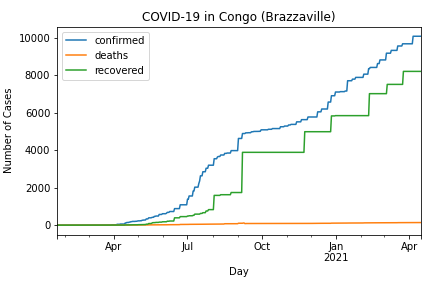 COVID-19 in Congo (Brazzaville)
confirmed
deaths
recovered
Number of Cases
10000
8000
6000
4000
2000
0
Apr Jul Oct Jan Apr
2021
Day